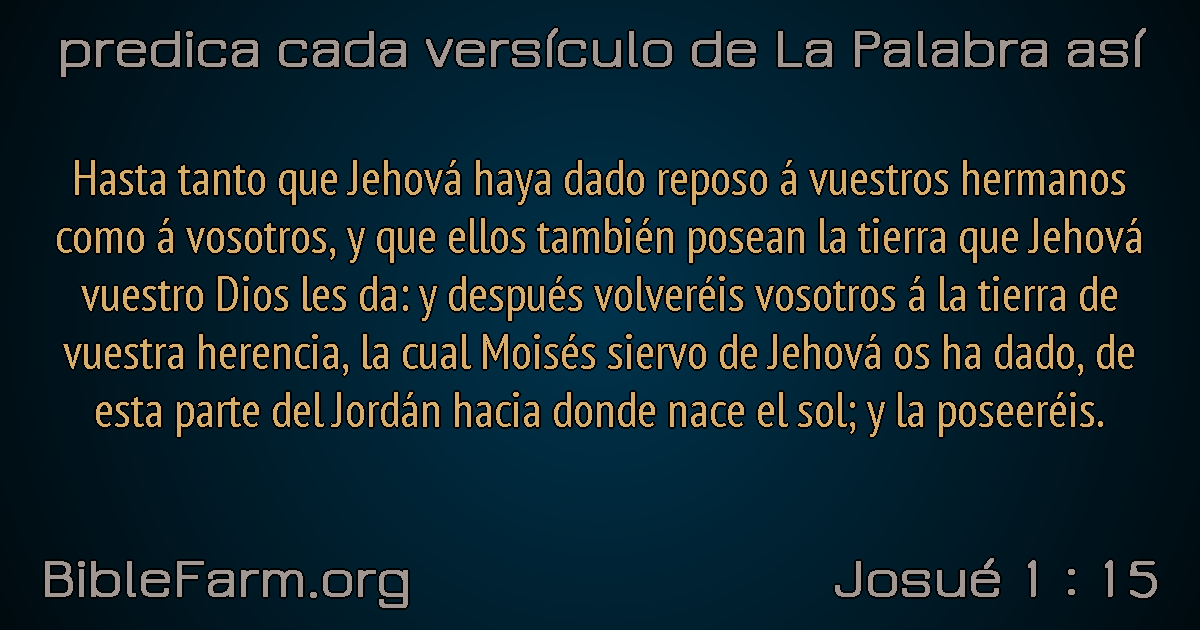 predica cada versículo de La Palabra así
Hasta tanto que Jehová haya dado reposo á vuestros hermanos
como á vosotros, y que ellos también posean la tierra que Jehová
vuestro Dios les da: y después volveréis vosotros á la tierra de
vuestra herencia, la cual Moisés siervo de Jehová os ha dado, de
esta parte del Jordán hacia donde nace el sol; y la poseeréis.
BibleFarm.org
Josué 1 : 15